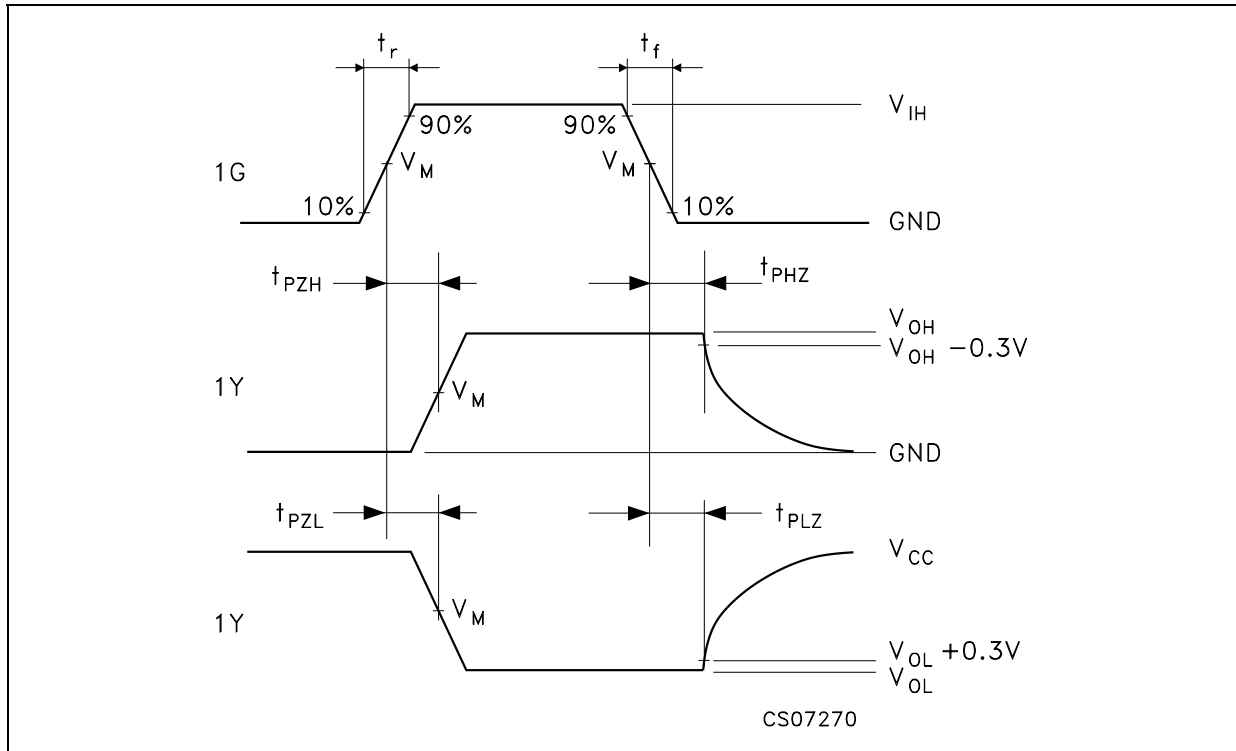 t_r
t_f
V_IH
90%
90%
1G
V_M
V_M
10%
10%
GND
t_PZH
t_PHZ
V_OH
V_OH -0.3V
1Y
V_M
GND
t_PZL
t_PLZ
V_CC
1Y
V_M
V_OL +0.3V
V_OL
CS07270